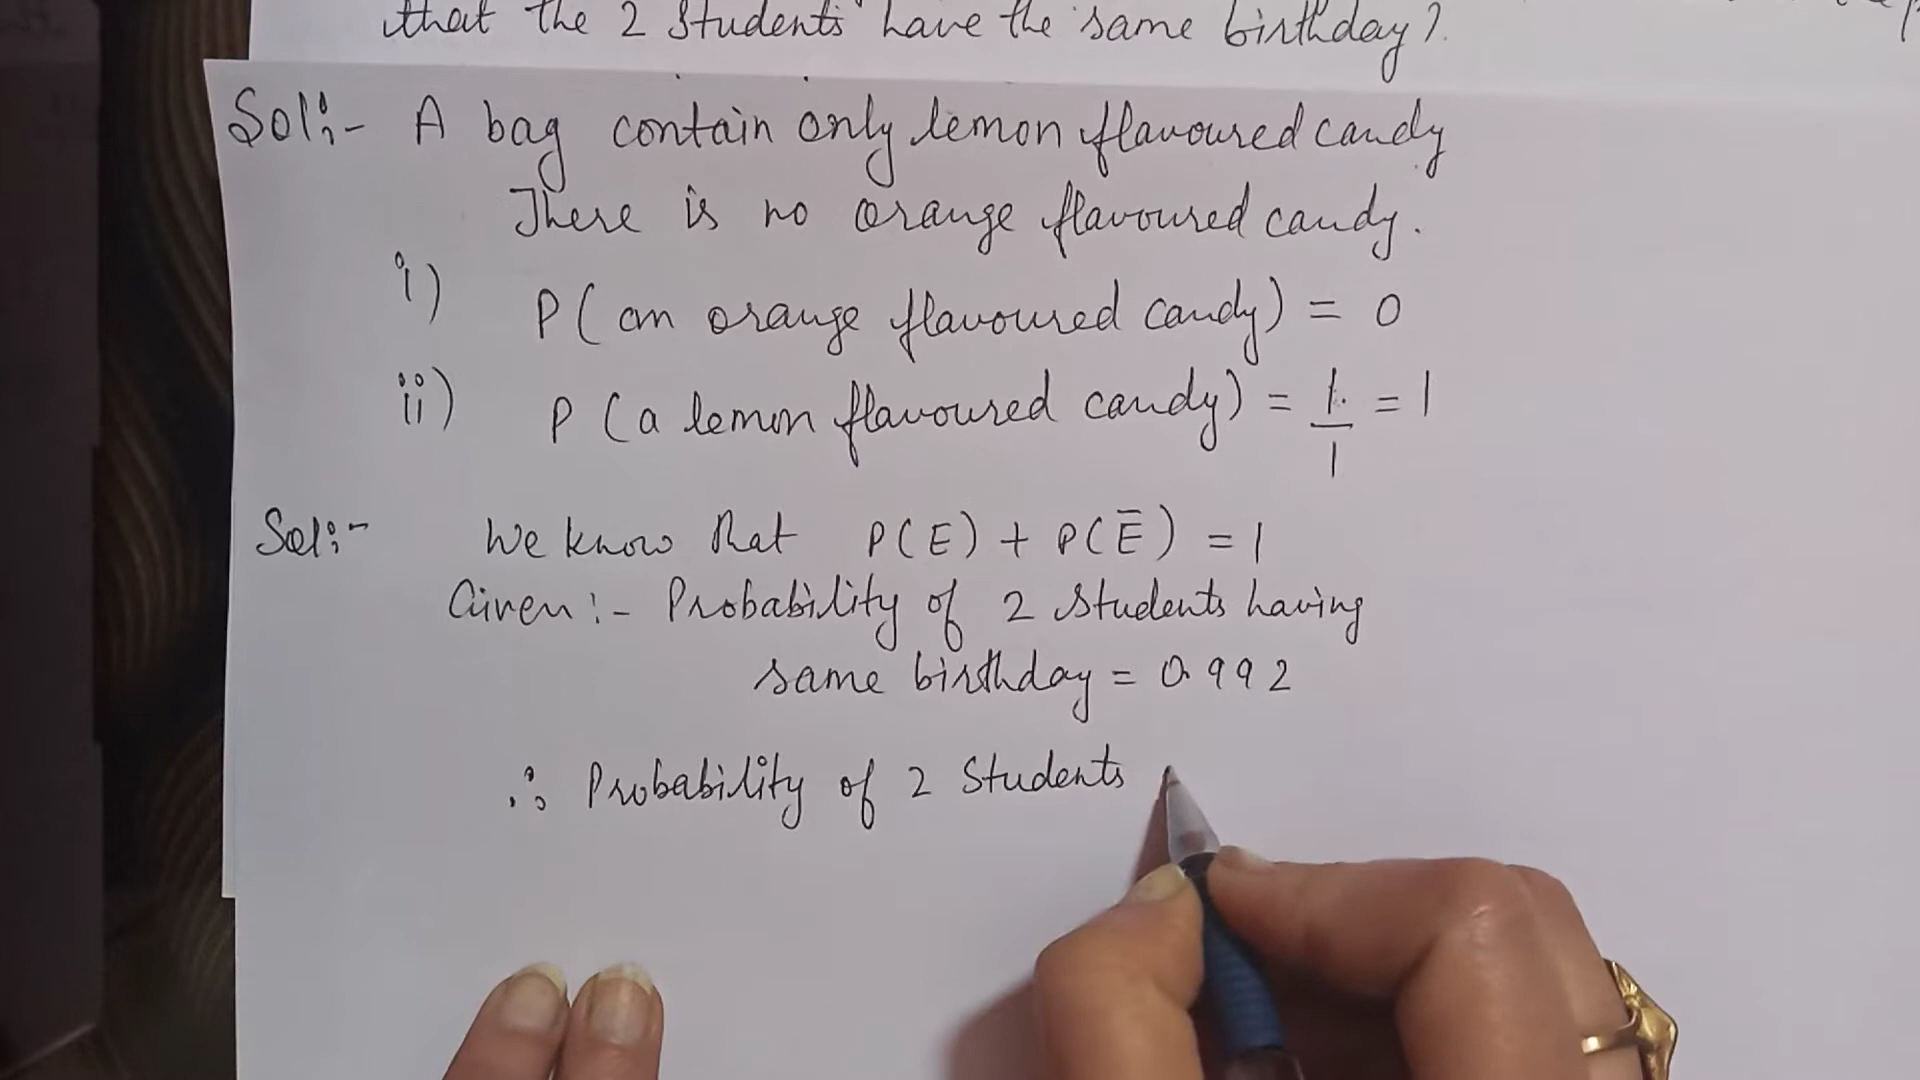 that the 2 students have the same birthday?
Sol:- A bag contain only lemon flavoured candy
There is no orange flavoured candy.
i) P(an orange flavoured candy) = 0
ii) P(a lemon flavoured candy) = 1/1 = 1
Sol:- We know that P(E) + P(Ē) = 1
Given:- Probability of 2 students having
same birthday = 0.992
∴ Probability of 2 students